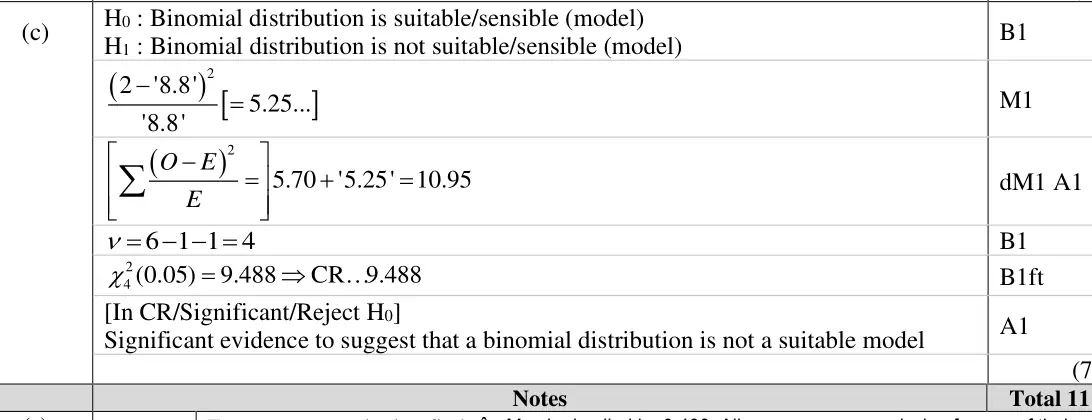 (c)
H₀ : Binomial distribution is suitable/sensible (model)
H₁ : Binomial distribution is not suitable/sensible (model)
B1
(2 − '8.8')² / '8.8' [= 5.25...]
M1
[∑ (O − E)² / E =] 5.70 + '5.25' = 10.95
dM1 A1
ν = 6 − 1 − 1 = 4
B1
χ²₄ (0.05) = 9.488 ⇒ CR…9.488
B1ft
[In CR/Significant/Reject H₀]
Significant evidence to suggest that a binomial distribution is not a suitable model
A1
(7
Notes
Total 11